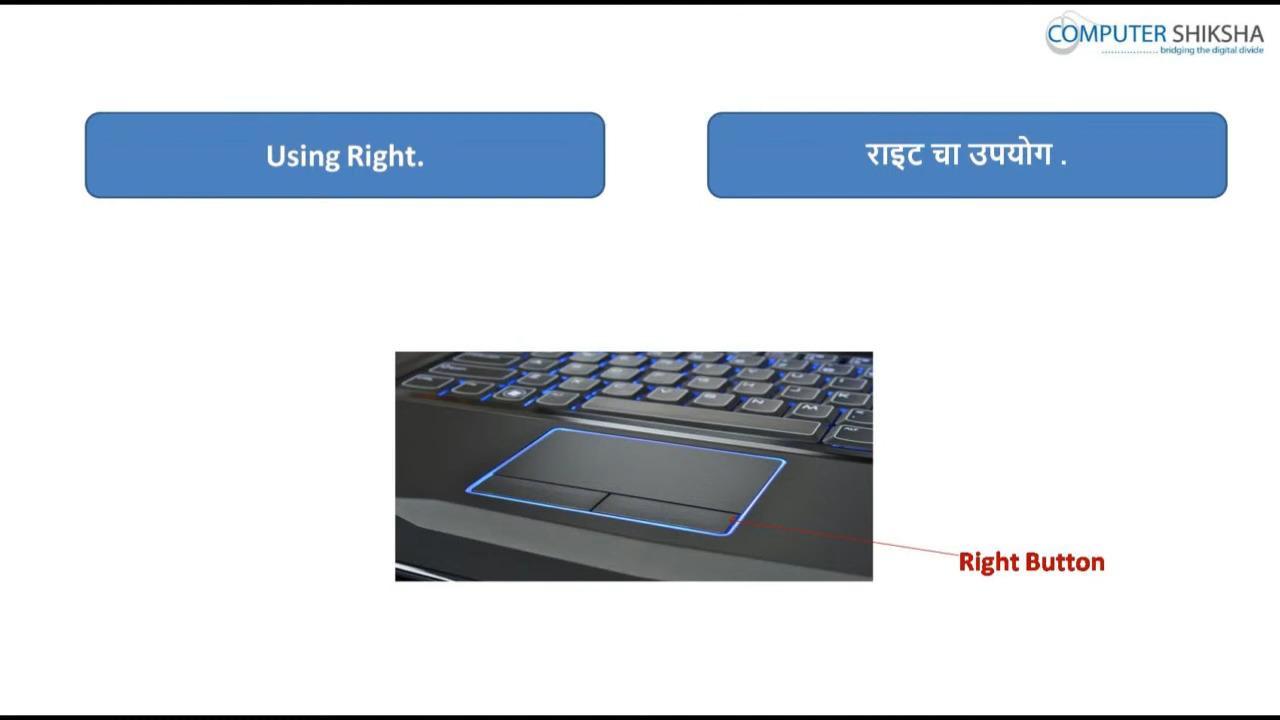 COMPUTER SHIKSHA
bridging the digital divide
Using Right.
राइट चा उपयोग .
Right Button